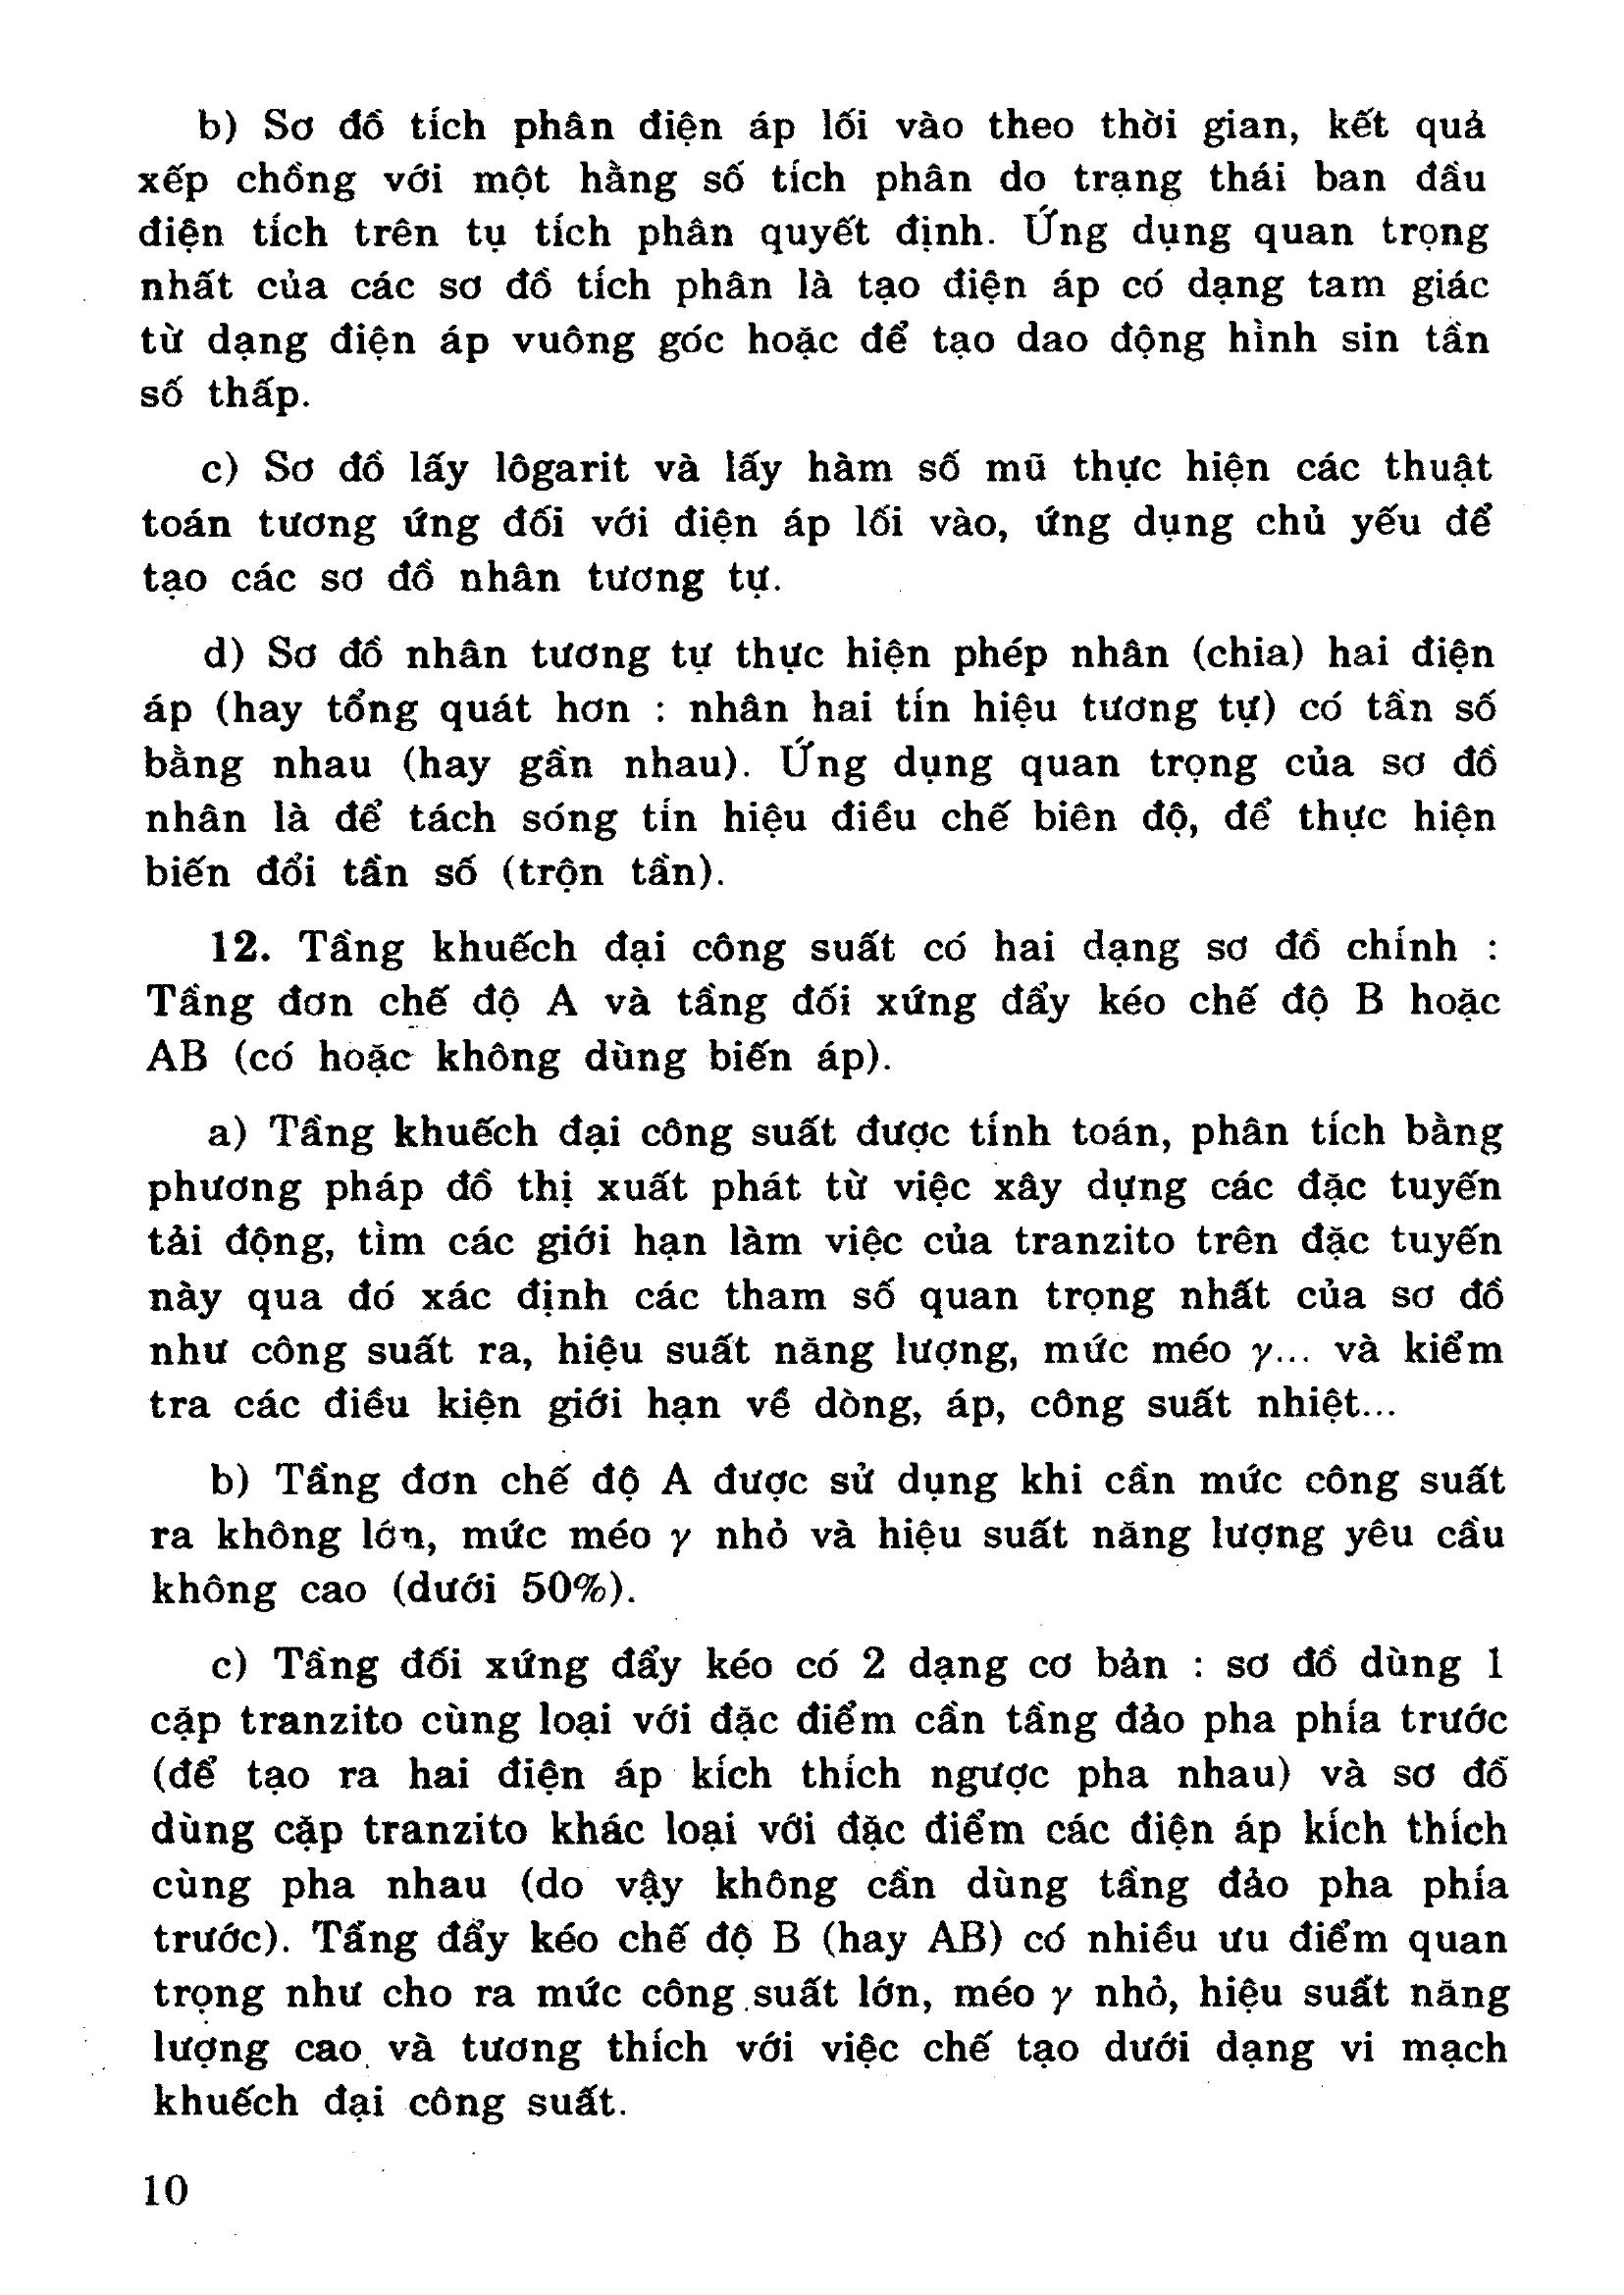 b) Sơ đồ tích phân điện áp lối vào theo thời gian, kết quả
xếp chồng với một hằng số tích phân do trạng thái ban đầu
điện tích trên tụ tích phân quyết định. Ứng dụng quan trọng
nhất của các sơ đồ tích phân là tạo điện áp có dạng tam giác
từ dạng điện áp vuông góc hoặc để tạo dao động hình sin tần
số thấp.
c) Sơ đồ lấy lôgarit và lấy hàm số mũ thực hiện các thuật
toán tương ứng đối với điện áp lối vào, ứng dụng chủ yếu để
tạo các sơ đồ nhân tương tự.
d) Sơ đồ nhân tương tự thực hiện phép nhân (chia) hai điện
áp (hay tổng quát hơn : nhân hai tín hiệu tương tự) có tần số
bằng nhau (hay gần nhau). Ứng dụng quan trọng của sơ đồ
nhân là để tách sóng tín hiệu điều chế biên độ, để thực hiện
biến đổi tần số (trộn tần).
12. Tầng khuếch đại công suất có hai dạng sơ đồ chính :
Tầng đơn chế độ A và tầng đối xứng đẩy kéo chế độ B hoặc
AB (có hoặc không dùng biến áp).
a) Tầng khuếch đại công suất được tính toán, phân tích bằng
phương pháp đồ thị xuất phát từ việc xây dựng các đặc tuyến
tải động, tìm các giới hạn làm việc của tranzito trên đặc tuyến
này qua đó xác định các tham số quan trọng nhất của sơ đồ
như công suất ra, hiệu suất năng lượng, mức méo γ... và kiểm
tra các điều kiện giới hạn về dòng, áp, công suất nhiệt...
b) Tầng đơn chế độ A được sử dụng khi cần mức công suất
ra không lớn, mức méo γ nhỏ và hiệu suất năng lượng yêu cầu
không cao (dưới 50%).
c) Tầng đối xứng đẩy kéo có 2 dạng cơ bản : sơ đồ dùng 1
cặp tranzito cùng loại với đặc điểm cần tầng đảo pha phía trước
(để tạo ra hai điện áp kích thích ngược pha nhau) và sơ đồ
dùng cặp tranzito khác loại với đặc điểm các điện áp kích thích
cùng pha nhau (do vậy không cần dùng tầng đảo pha phía
trước). Tầng đẩy kéo chế độ B (hay AB) có nhiều ưu điểm quan
trọng như cho ra mức công suất lớn, méo γ nhỏ, hiệu suất năng
lượng cao và tương thích với việc chế tạo dưới dạng vi mạch
khuếch đại công suất.
10